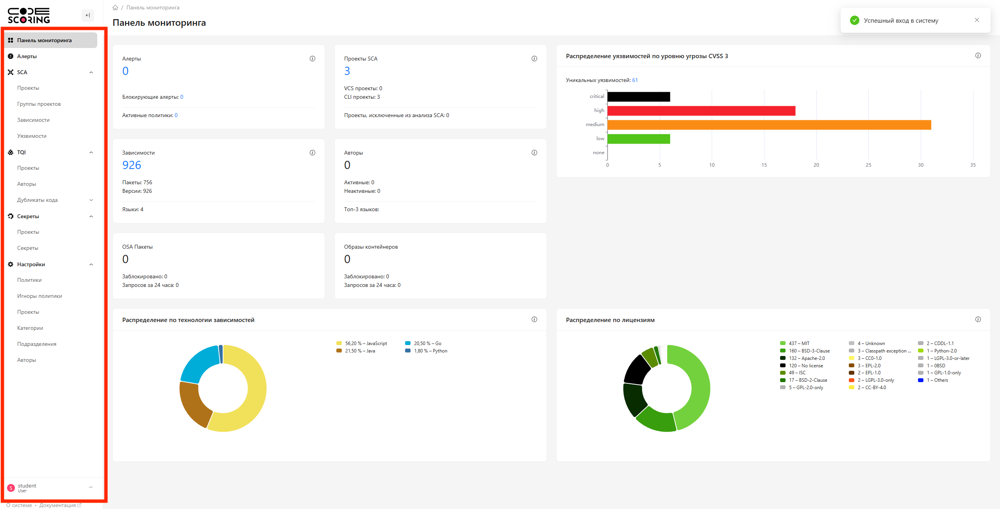 CODE
SCORING
Панель мониторинга
Алерты
SCA
Проекты
Группы проектов
Зависимости
Уязвимости
TQI
Проекты
Авторы
Дубликаты кода
Секреты
Проекты
Секреты
Настройки
Политики
Игноры политики
Проекты
Категории
Подразделения
Авторы
S
student
User
...
О системе · Документация
/ Панель мониторинга
Панель мониторинга
Успешный вход в систему
Алерты
0
Блокирующие алерты: 0
Активные политики: 0
Проекты SCA
3
VCS проекты: 0
CLI проекты: 3
Проекты, исключенные из анализа SCA: 0
Распределение уязвимостей по уровню угрозы CVSS 3
Уникальных уязвимостей: 61
critical
high
medium
low
none
0 5 10 15 20 25 30 35
Зависимости
926
Пакеты: 756
Версии: 926
Языки: 4
Авторы
0
Активные: 0
Неактивные: 0
Топ-3 языков:
OSA Пакеты
0
Заблокировано: 0
Запросов за 24 часа: 0
Образы контейнеров
0
Заблокировано: 0
Запросов за 24 часа: 0
Распределение по технологии зависимостей
56,20 % – JavaScript
21,50 % – Java
20,50 % – Go
1,80 % – Python
Распределение по лицензиям
437 – MIT
160 – BSD-3-Clause
132 – Apache-2.0
120 – No license
49 – ISC
17 – BSD-2-Clause
5 – GPL-2.0-only
4 – Unknown
3 – Classpath exception ...
3 – CC0-1.0
3 – EPL-2.0
2 – EPL-1.0
2 – LGPL-3.0-only
2 – CC-BY-4.0
2 – CDDL-1.1
1 – Python-2.0
1 – LGPL-3.0-or-later
1 – 0BSD
1 – GPL-1.0-only
1 – Others